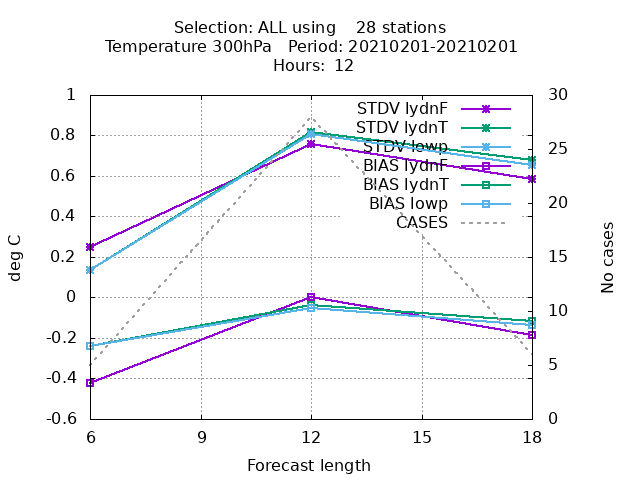 Selection: ALL using    28 stations
Temperature 300hPa   Period: 20210201-20210201
Hours:  12
1
0.8
0.6
0.4
0.2
0
-0.2
-0.4
-0.6
deg C
30
25
20
15
10
5
0
No cases
STDV lydnF
STDV lydnT
STDV lowp
BIAS lydnF
BIAS lydnT
BIAS lowp
CASES
6 9 12 15 18
Forecast length